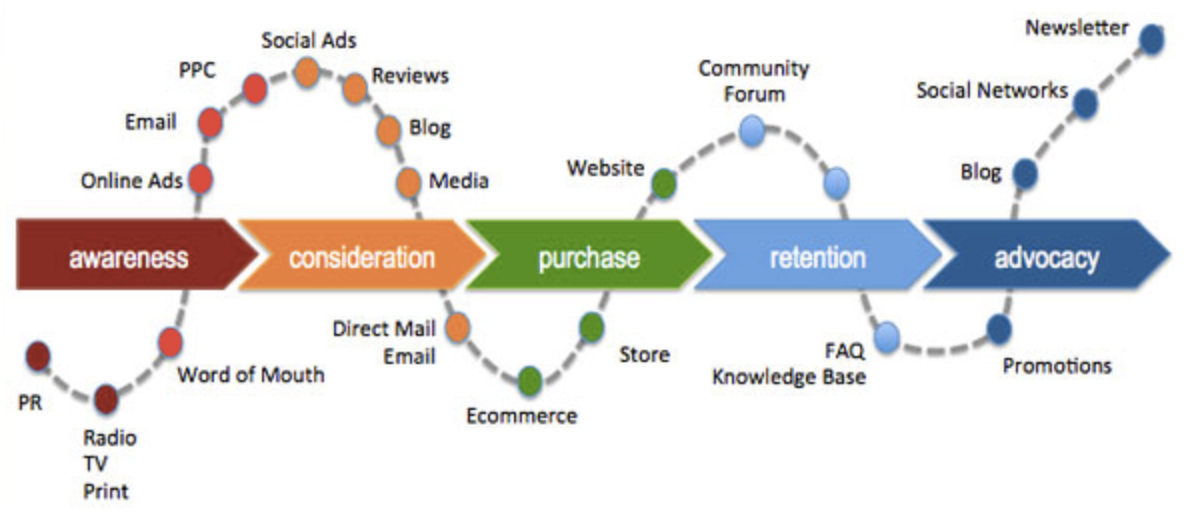 Social Ads
PPC
Reviews
Email
Blog
Online Ads
Media
Community
Forum
Website
Newsletter
Social Networks
Blog
awareness
consideration
purchase
retention
advocacy
PR
Radio
TV
Print
Word of Mouth
Direct Mail
Email
Ecommerce
Store
FAQ
Knowledge Base
Promotions